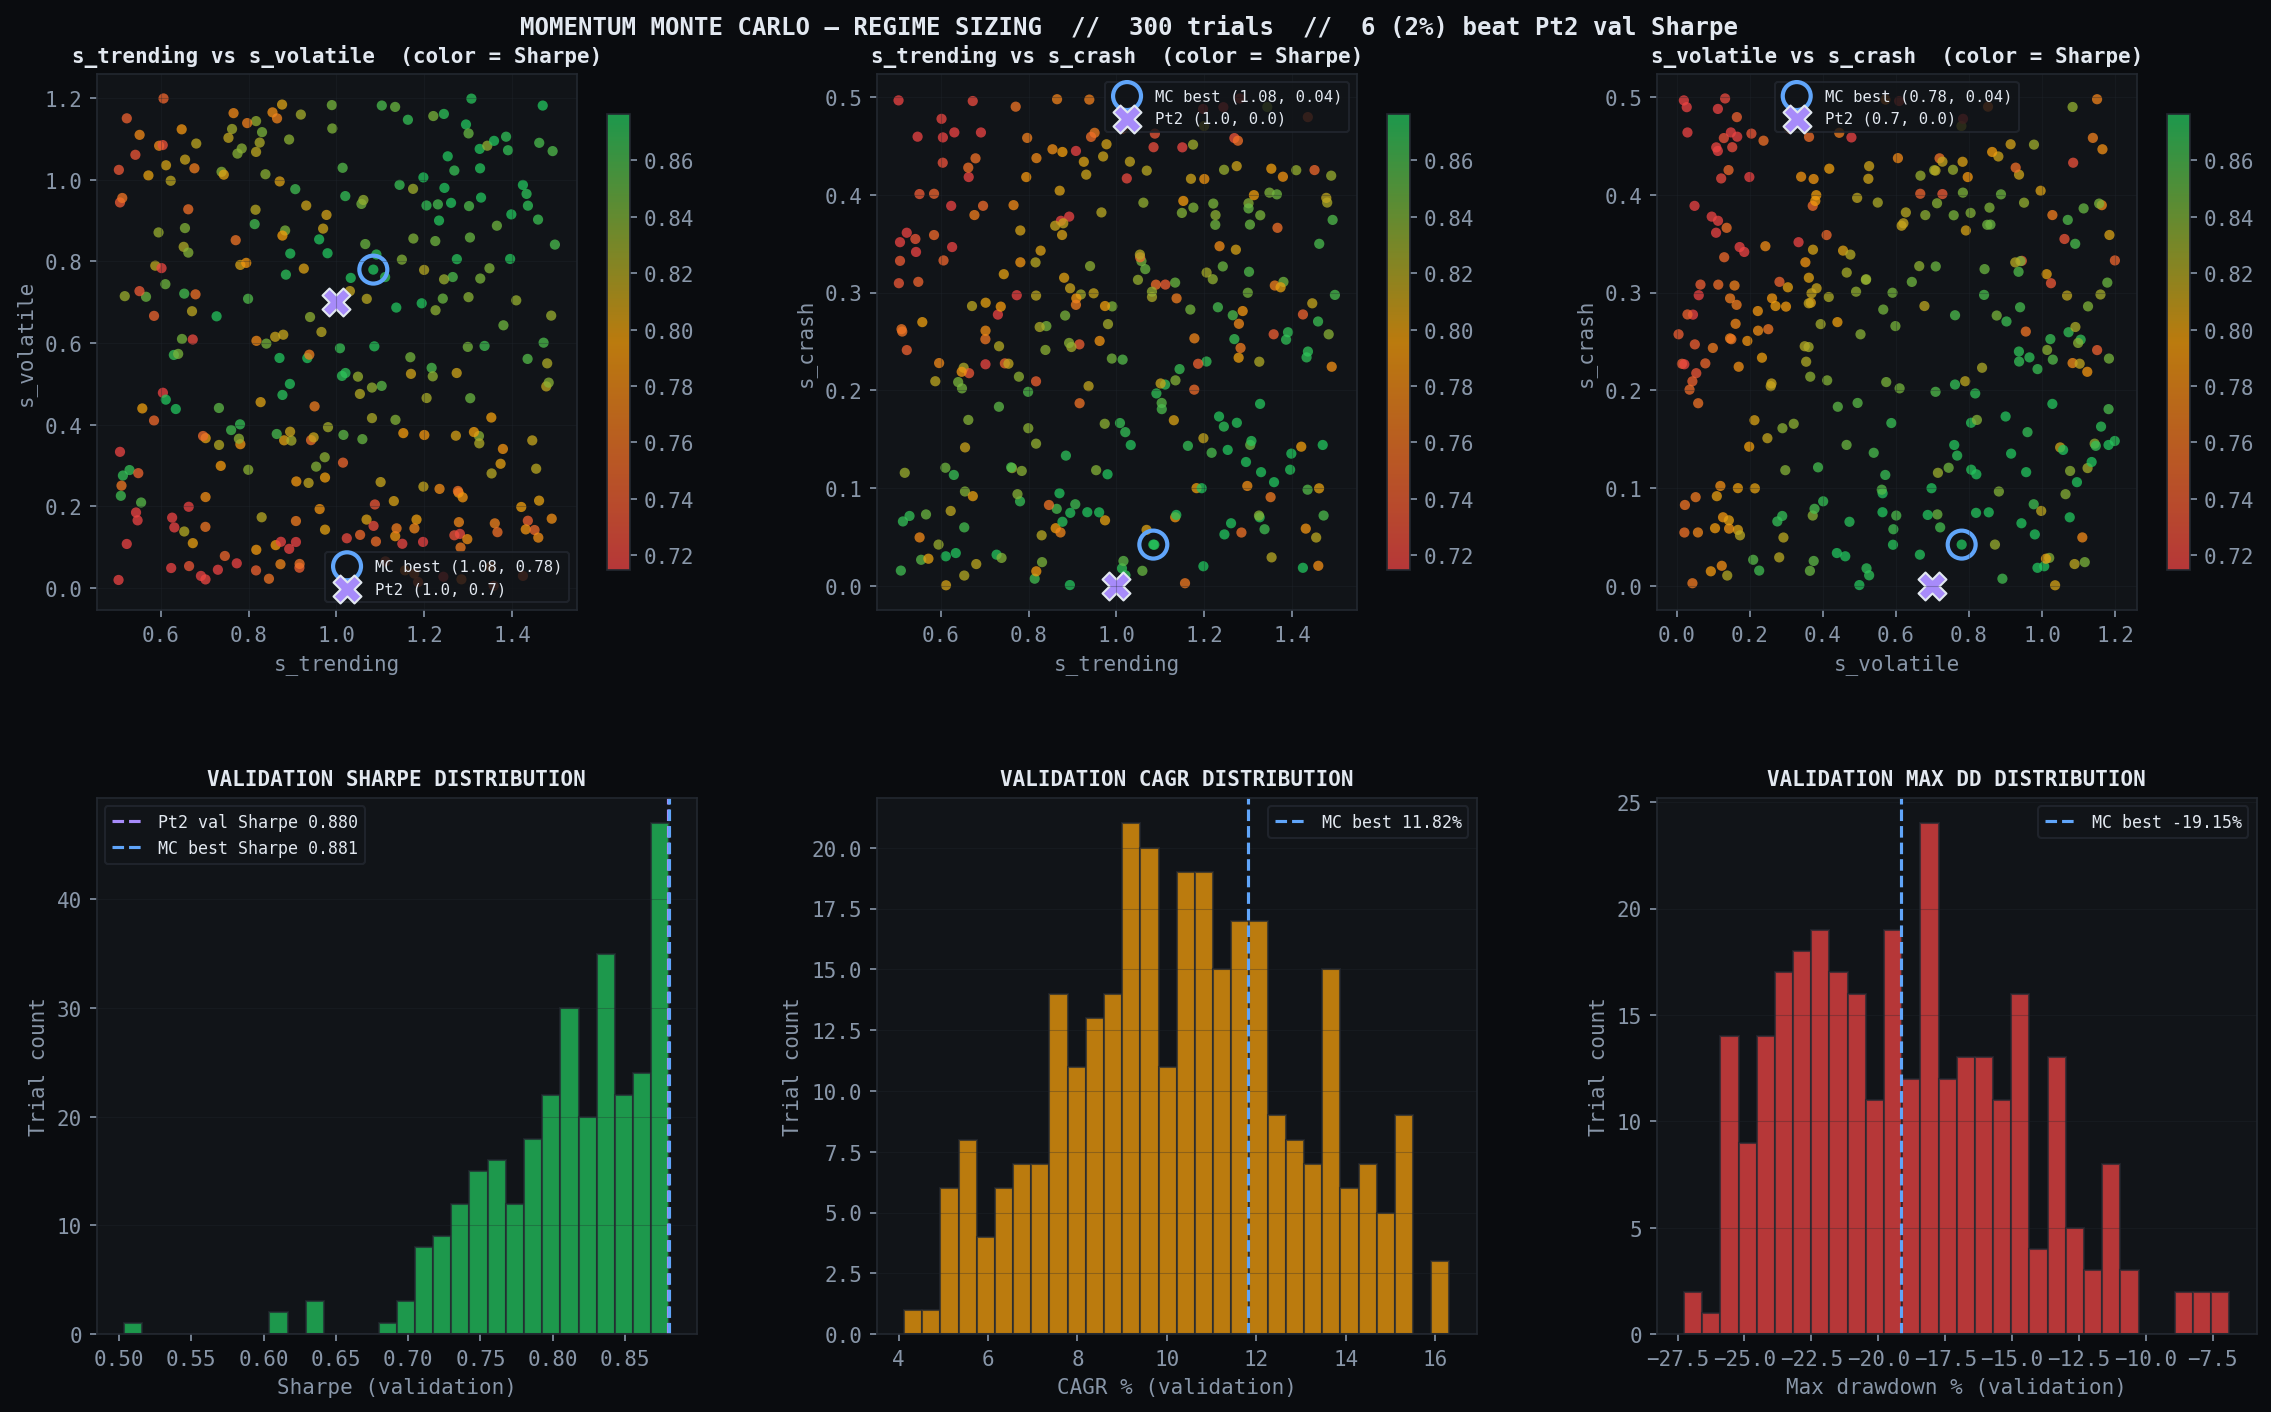 MOMENTUM MONTE CARLO — REGIME SIZING // 300 trials // 6 (2%) beat Pt2 val Sharpe
s_trending vs s_volatile (color = Sharpe)
s_volatile
1.2
1.0
0.8
0.6
0.4
0.2
0.0
MC best (1.08, 0.78)
Pt2 (1.0, 0.7)
0.6 0.8 1.0 1.2 1.4
s_trending
0.86
0.84
0.82
0.80
0.78
0.76
0.74
0.72
s_trending vs s_crash (color = Sharpe)
MC best (1.08, 0.04)
Pt2 (1.0, 0.0)
s_crash
0.5
0.4
0.3
0.2
0.1
0.0
0.6 0.8 1.0 1.2 1.4
s_trending
0.86
0.84
0.82
0.80
0.78
0.76
0.74
0.72
s_volatile vs s_crash (color = Sharpe)
MC best (0.78, 0.04)
Pt2 (0.7, 0.0)
s_crash
0.5
0.4
0.3
0.2
0.1
0.0
0.0 0.2 0.4 0.6 0.8 1.0 1.2
s_volatile
0.86
0.84
0.82
0.80
0.78
0.76
0.74
0.72
VALIDATION SHARPE DISTRIBUTION
Pt2 val Sharpe 0.880
MC best Sharpe 0.881
Trial count
40
30
20
10
0
0.50 0.55 0.60 0.65 0.70 0.75 0.80 0.85
Sharpe (validation)
VALIDATION CAGR DISTRIBUTION
MC best 11.82%
Trial count
20.0
17.5
15.0
12.5
10.0
7.5
5.0
2.5
0.0
4 6 8 10 12 14 16
CAGR % (validation)
VALIDATION MAX DD DISTRIBUTION
MC best -19.15%
Trial count
25
20
15
10
5
0
−27.5 −25.0 −22.5 −20.0 −17.5 −15.0 −12.5 −10.0 −7.5
Max drawdown % (validation)